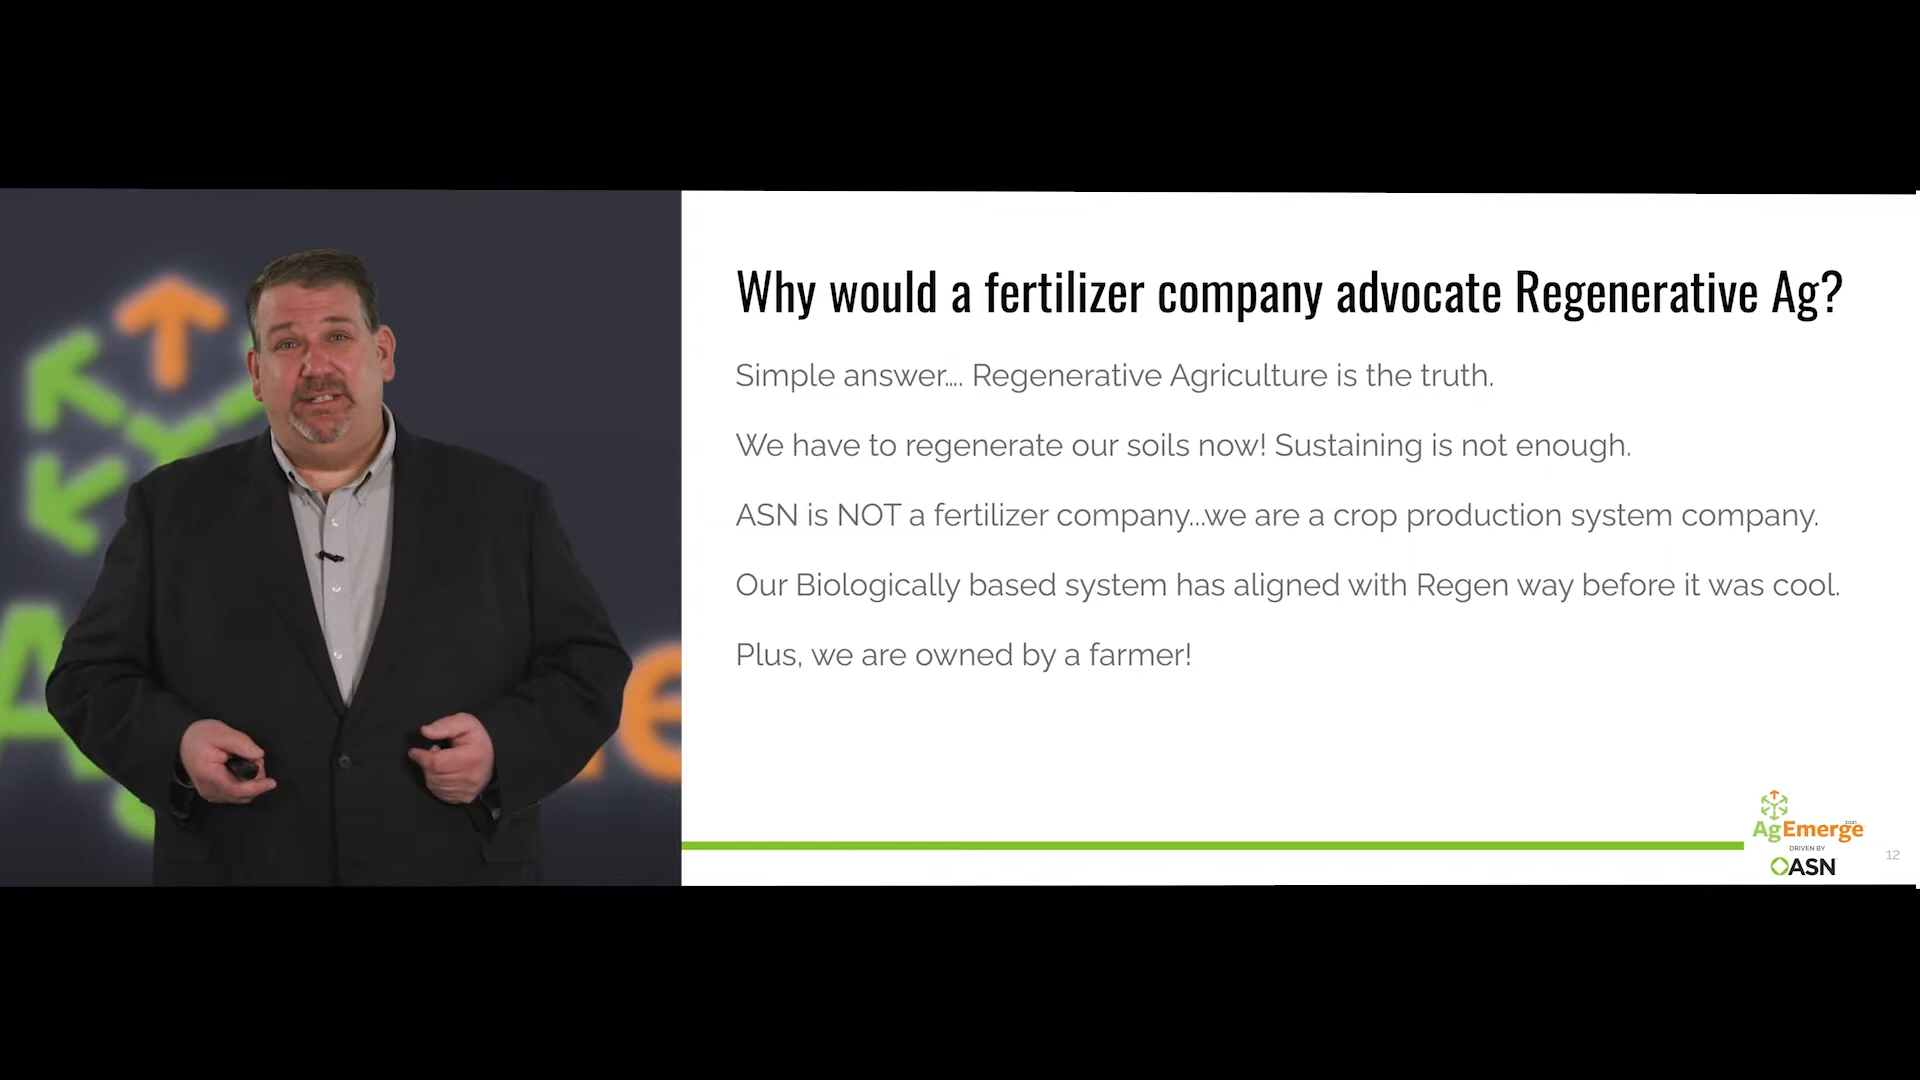 Why would a fertilizer company advocate Regenerative Ag?
Simple answer.... Regenerative Agriculture is the truth.
We have to regenerate our soils now! Sustaining is not enough.
ASN is NOT a fertilizer company...we are a crop production system company.
Our Biologically based system has aligned with Regen way before it was cool.
Plus, we are owned by a farmer!
AgEmerge
2021
DRIVEN BY
ASN
12
A
e